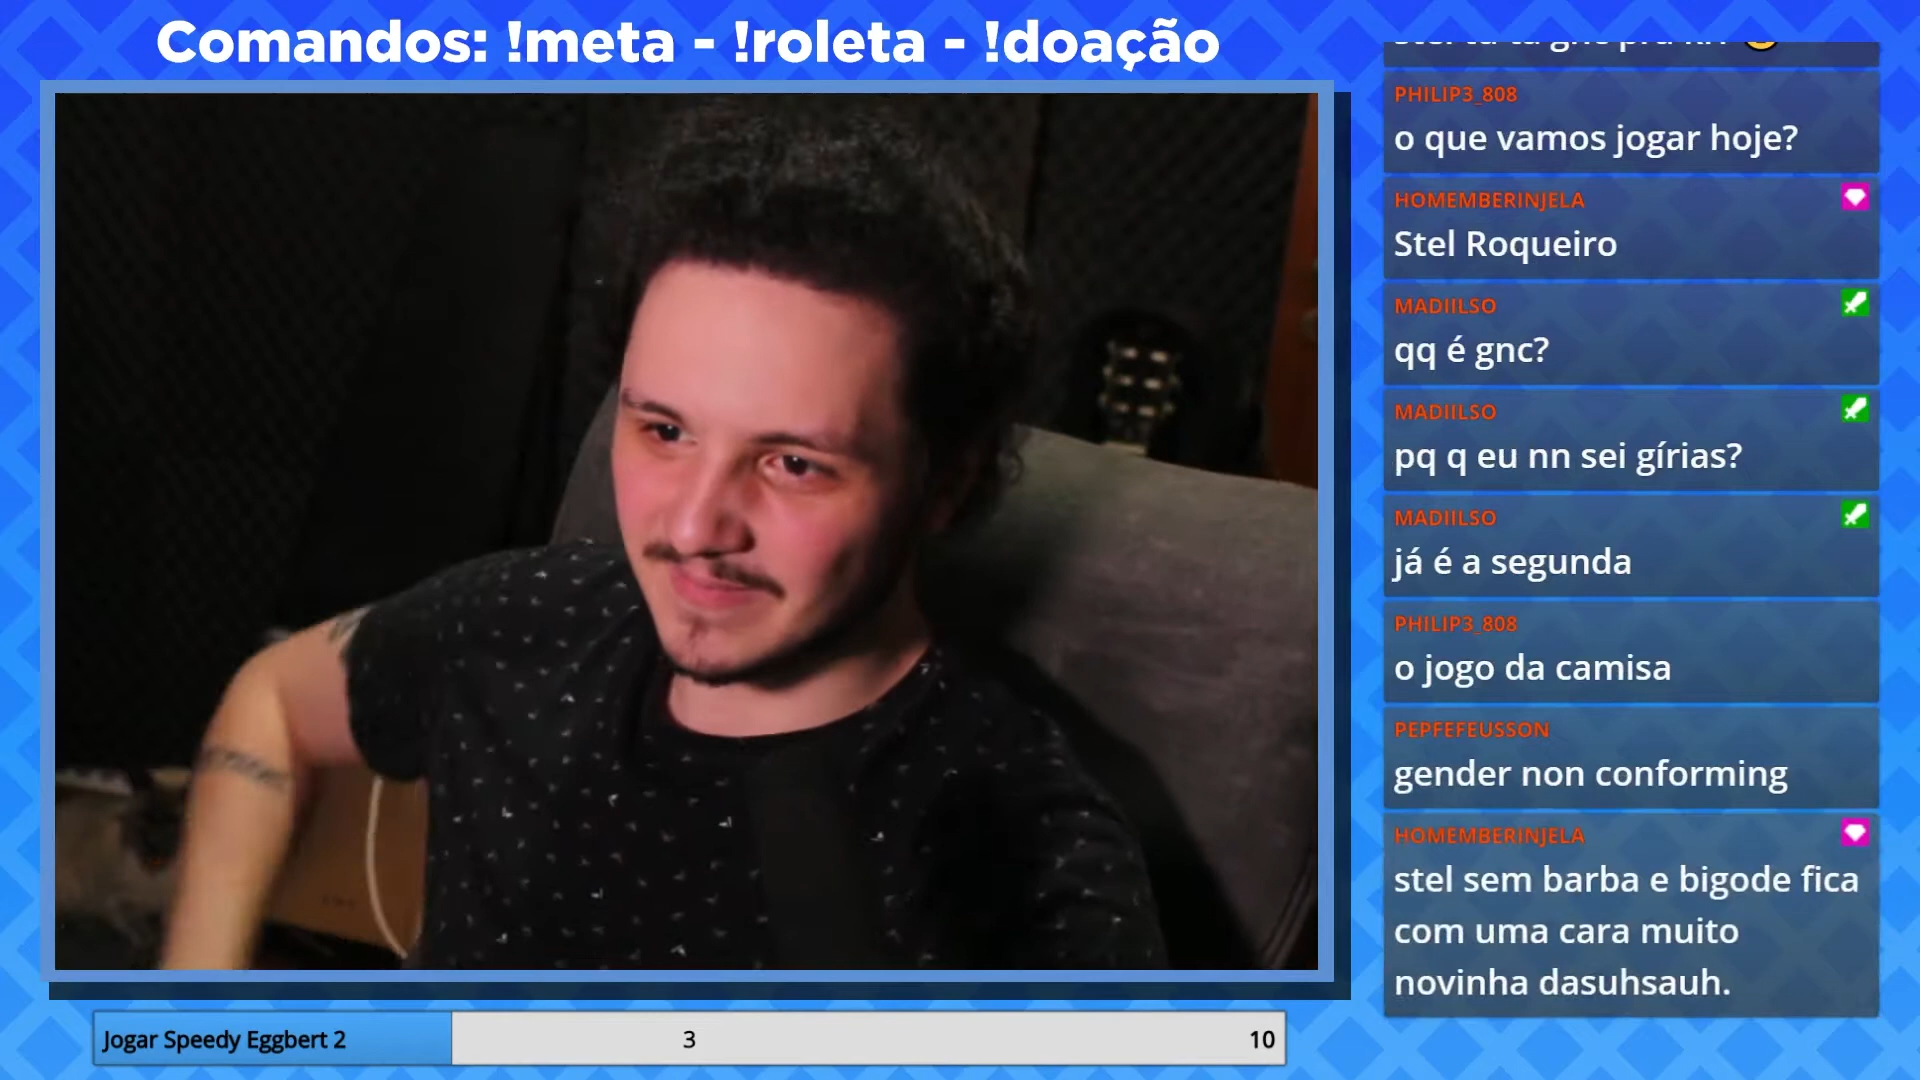 Comandos: !meta - !roleta - !doação
PHILIP3_808
o que vamos jogar hoje?
HOMEMBERINJELA
Stel Roqueiro
MADIILSO
qq é gnc?
MADIILSO
pq q eu nn sei gírias?
MADIILSO
já é a segunda
PHILIP3_808
o jogo da camisa
PEPFEFEUSSON
gender non conforming
HOMEMBERINJELA
stel sem barba e bigode fica
com uma cara muito
novinha dasuhsauh.
Jogar Speedy Eggbert 2 3 10